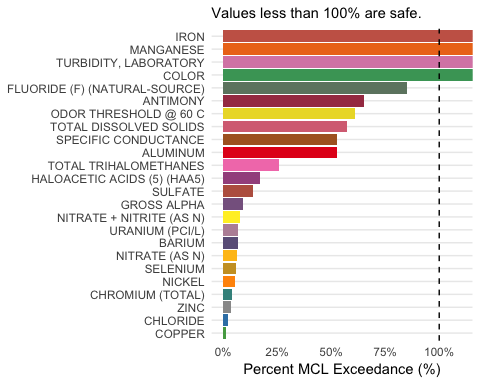 Values less than 100% are safe.
IRON
MANGANESE
TURBIDITY, LABORATORY
COLOR
FLUORIDE (F) (NATURAL-SOURCE)
ANTIMONY
ODOR THRESHOLD @ 60 C
TOTAL DISSOLVED SOLIDS
SPECIFIC CONDUCTANCE
ALUMINUM
TOTAL TRIHALOMETHANES
HALOACETIC ACIDS (5) (HAA5)
SULFATE
GROSS ALPHA
NITRATE + NITRITE (AS N)
URANIUM (PCI/L)
BARIUM
NITRATE (AS N)
SELENIUM
NICKEL
CHROMIUM (TOTAL)
ZINC
CHLORIDE
COPPER
0% 25% 50% 75% 100%
Percent MCL Exceedance (%)